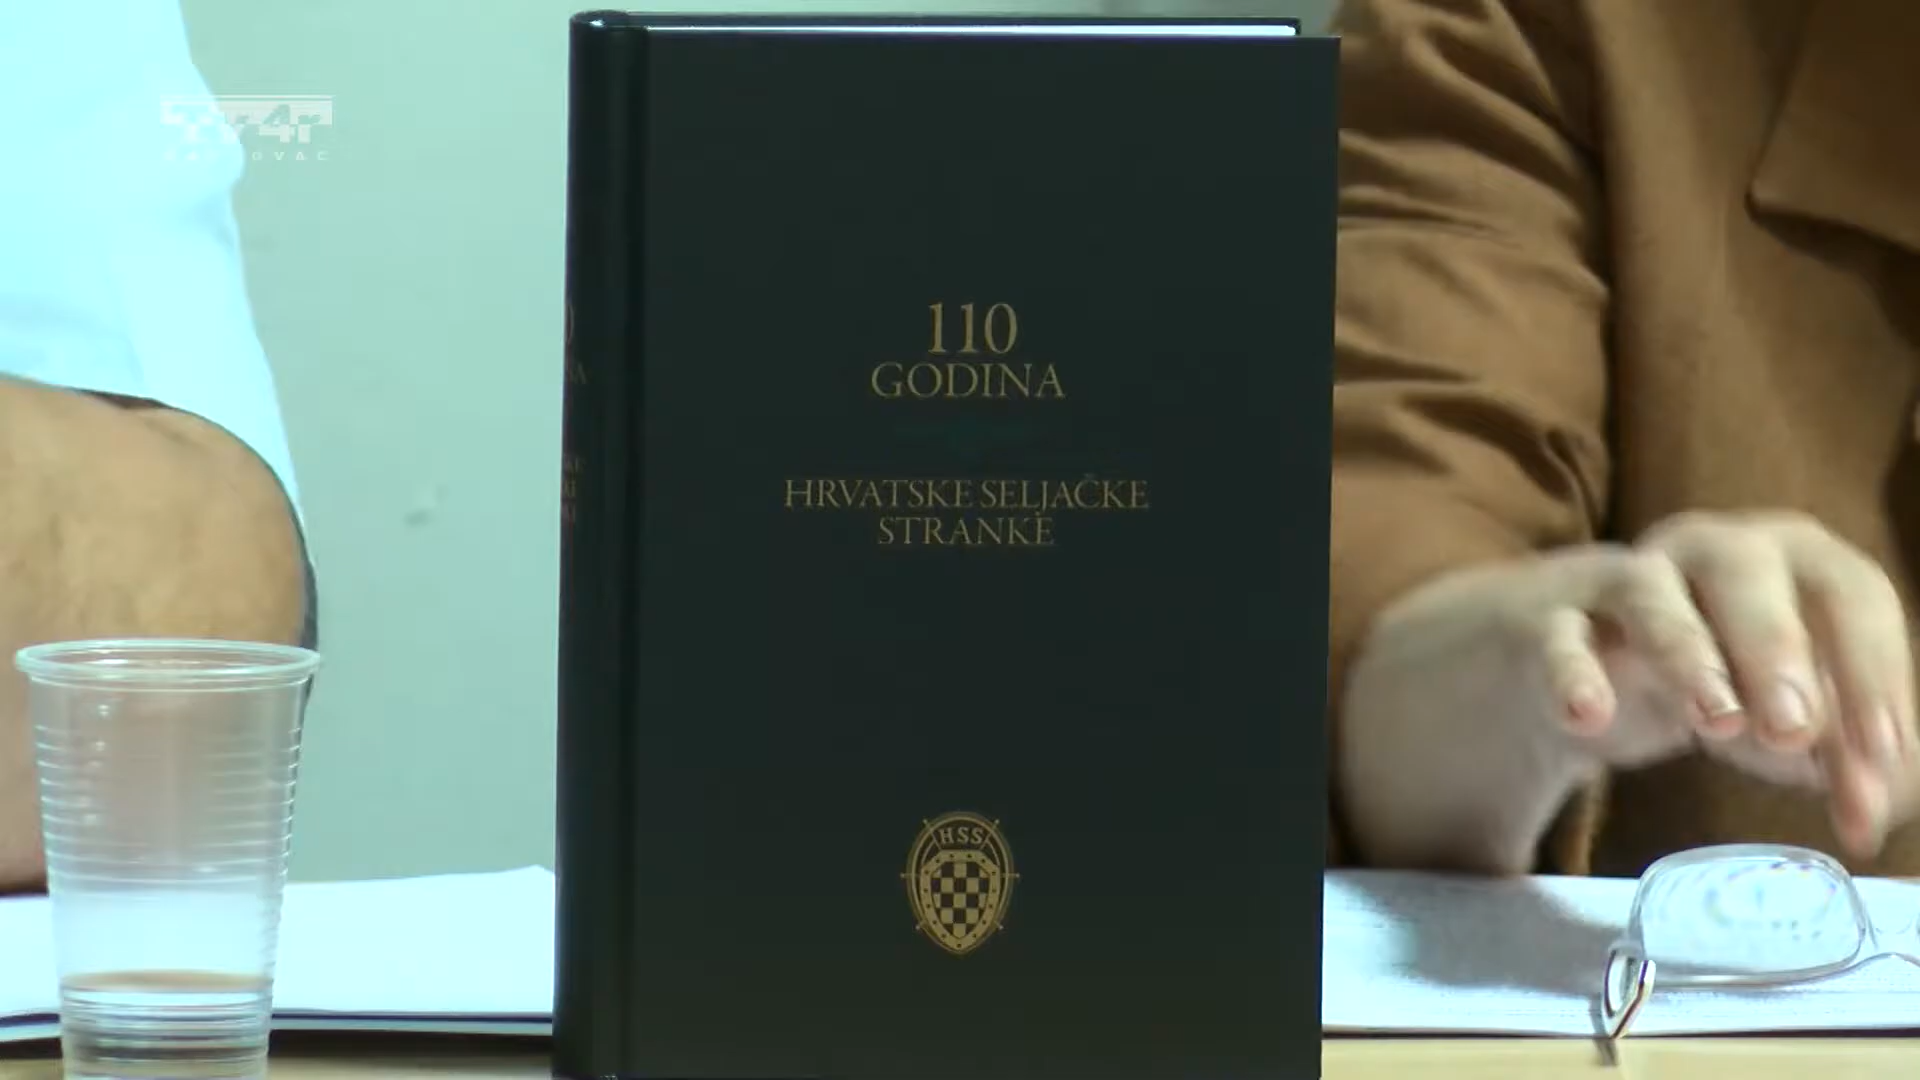 110
GODINA
HRVATSKE SELJAČKE
STRANKE
HSS